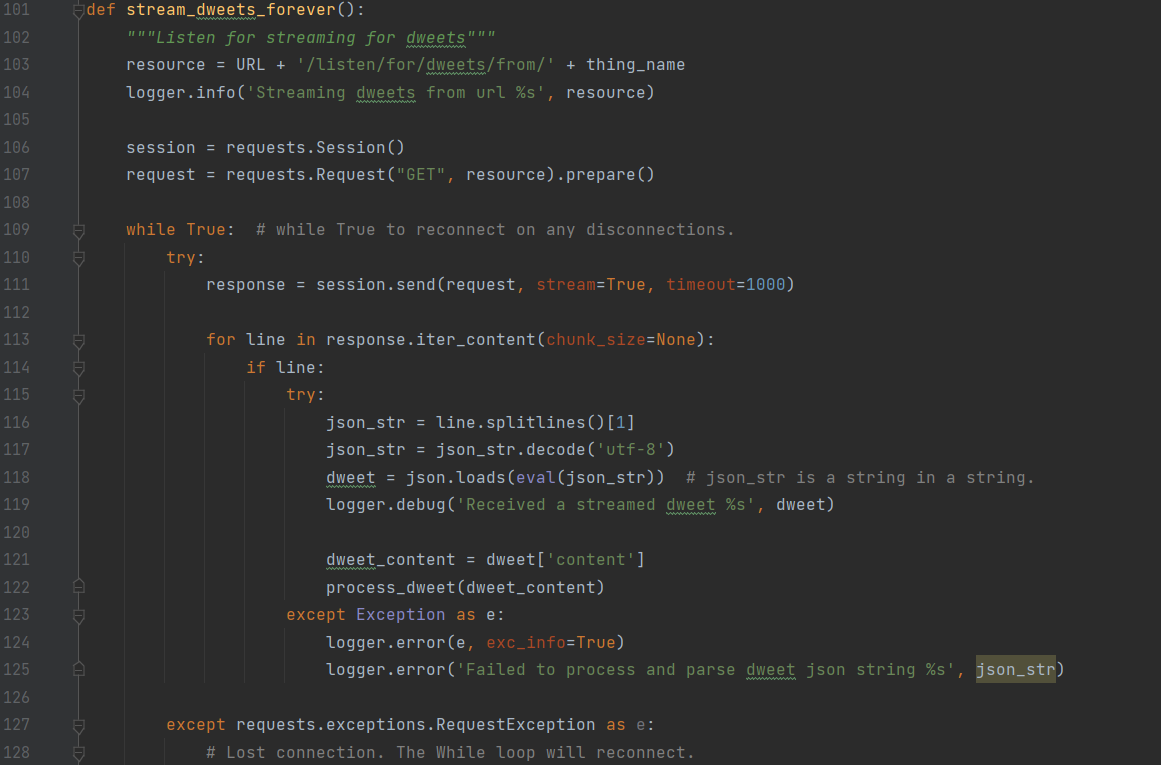 101 def stream_dweets_forever():
102     """Listen for streaming for dweets"""
103     resource = URL + '/listen/for/dweets/from/' + thing_name
104     logger.info('Streaming dweets from url %s', resource)
105
106     session = requests.Session()
107     request = requests.Request("GET", resource).prepare()
108
109     while True:  # while True to reconnect on any disconnections.
110         try:
111             response = session.send(request, stream=True, timeout=1000)
112
113             for line in response.iter_content(chunk_size=None):
114                 if line:
115                     try:
116                         json_str = line.splitlines()[1]
117                         json_str = json_str.decode('utf-8')
118                         dweet = json.loads(eval(json_str))  # json_str is a string in a string.
119                         logger.debug('Received a streamed dweet %s', dweet)
120
121                         dweet_content = dweet['content']
122                         process_dweet(dweet_content)
123                     except Exception as e:
124                         logger.error(e, exc_info=True)
125                         logger.error('Failed to process and parse dweet json string %s', json_str)
126
127         except requests.exceptions.RequestException as e:
128             # Lost connection. The While loop will reconnect.